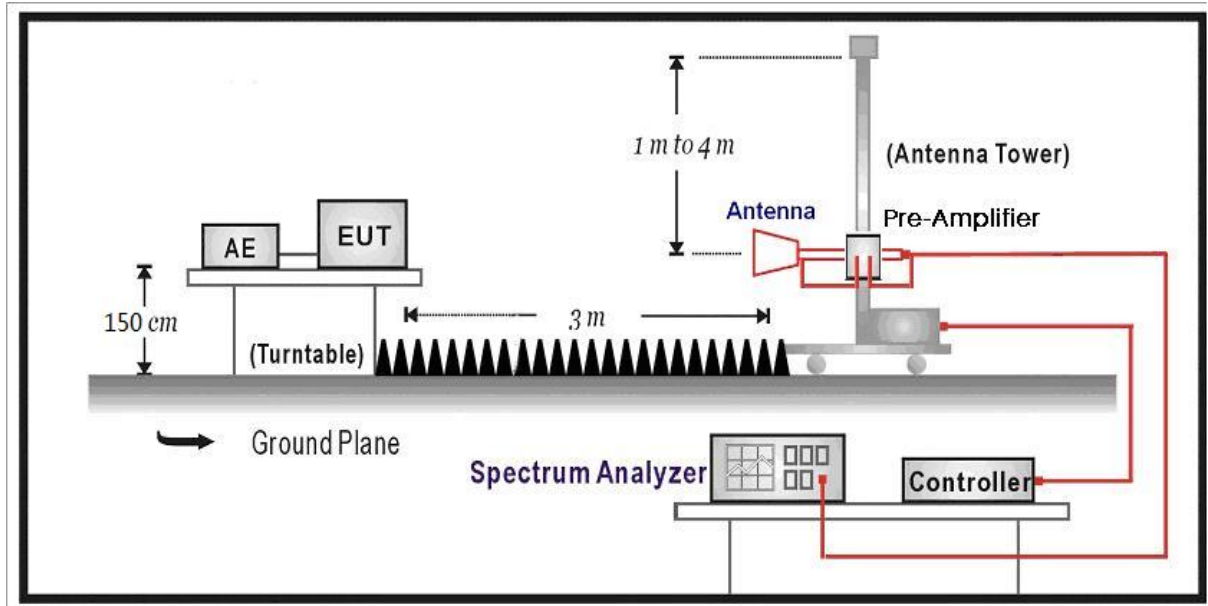 1 m to 4 m
(Antenna Tower)
Antenna
Pre-Amplifier
AE
EUT
150 cm
3 m
(Turntable)
Ground Plane
Spectrum Analyzer
Controller